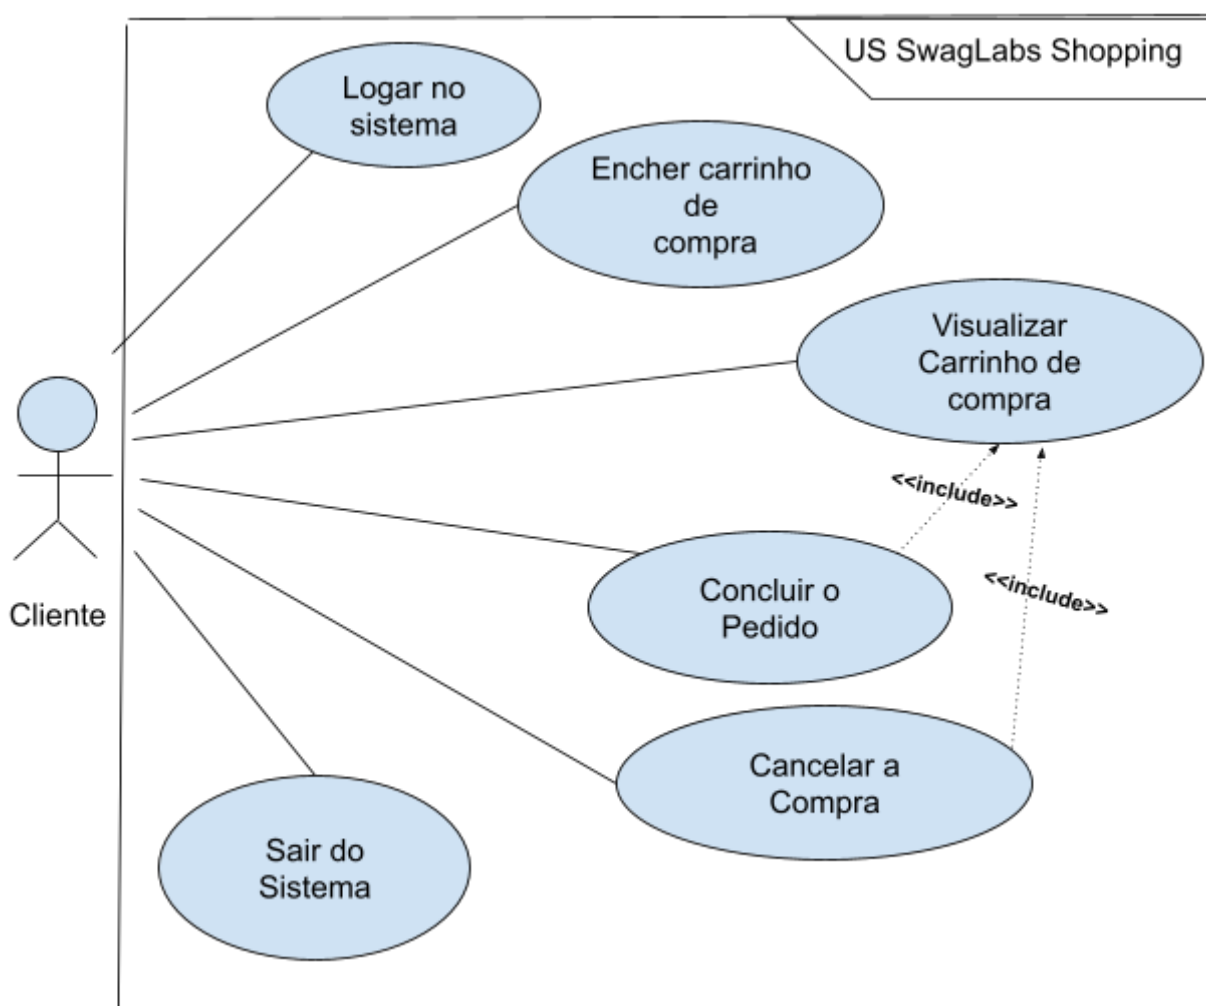 US SwagLabs Shopping
Logar no
sistema
Encher carrinho
de
compra
Visualizar
Carrinho de
compra
<<include>>
<<include>>
Concluir o
Pedido
Cliente
Cancelar a
Compra
Sair do
Sistema